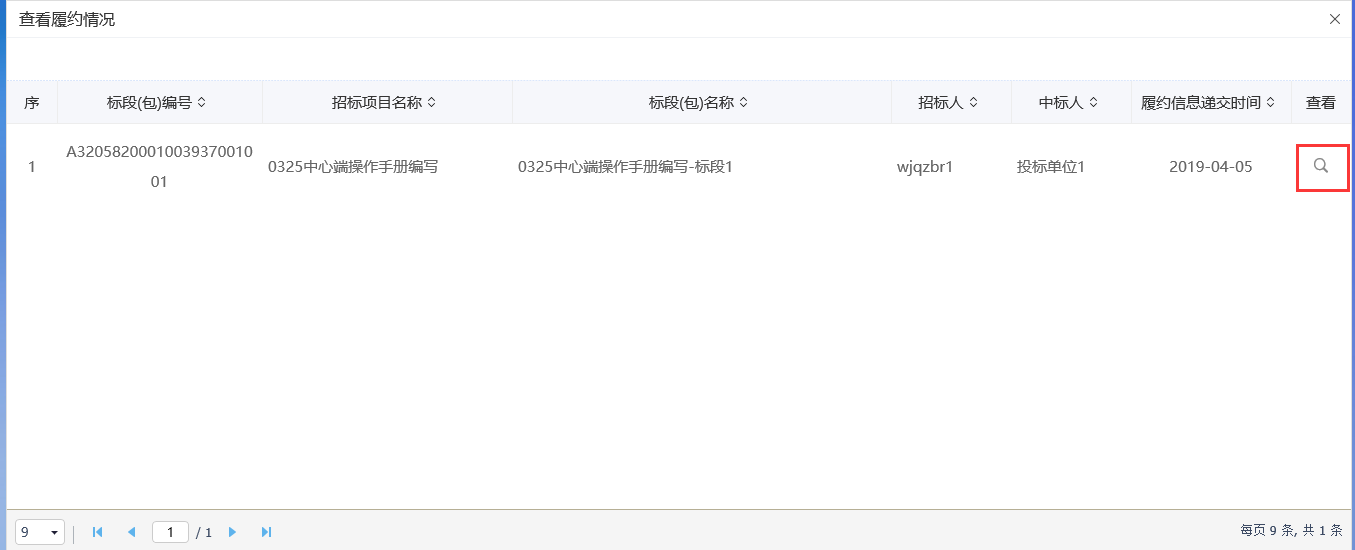 查看履约情况
序 标段(包)编号 招标项目名称 标段(包)名称 招标人 中标人 履约信息递交时间 查看
1 A32058200010039370010 0325中心端操作手册编写 0325中心端操作手册编写-标段1 wjqzbr1 投标单位1 2019-04-05
01
9 1 / 1 每页 9 条, 共 1 条